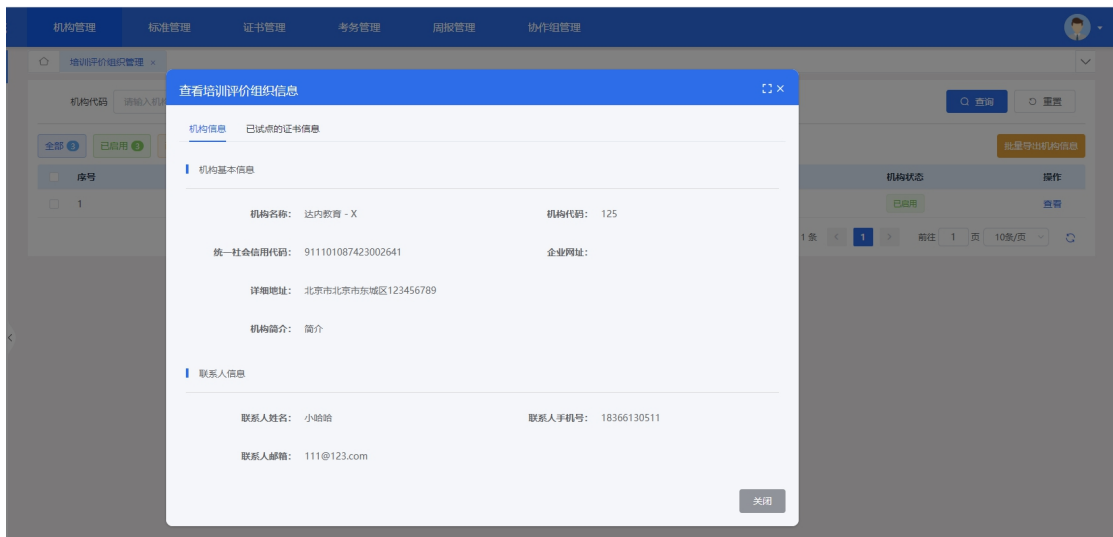 机构管理 标准管理 证书管理 考务管理 周报管理 协作组管理
培训评价组织管理 ×
机构代码 请输入机构 查询 重置
全部 3 已启用 3 批量导出机构信息
序号 机构状态 操作
1 已启用 查看
1 条 < 1 > 前往 1 页 10条/页
查看培训评价组织信息 ×
机构信息 已试点的证书信息
机构基本信息
机构名称: 达内教育 - X 机构代码: 125
统一社会信用代码: 911101087423002641 企业网址:
详细地址: 北京市北京市东城区123456789
机构简介: 简介
联系人信息
联系人姓名: 小哈哈 联系人手机号: 18366130511
联系人邮箱: 111@123.com
关闭